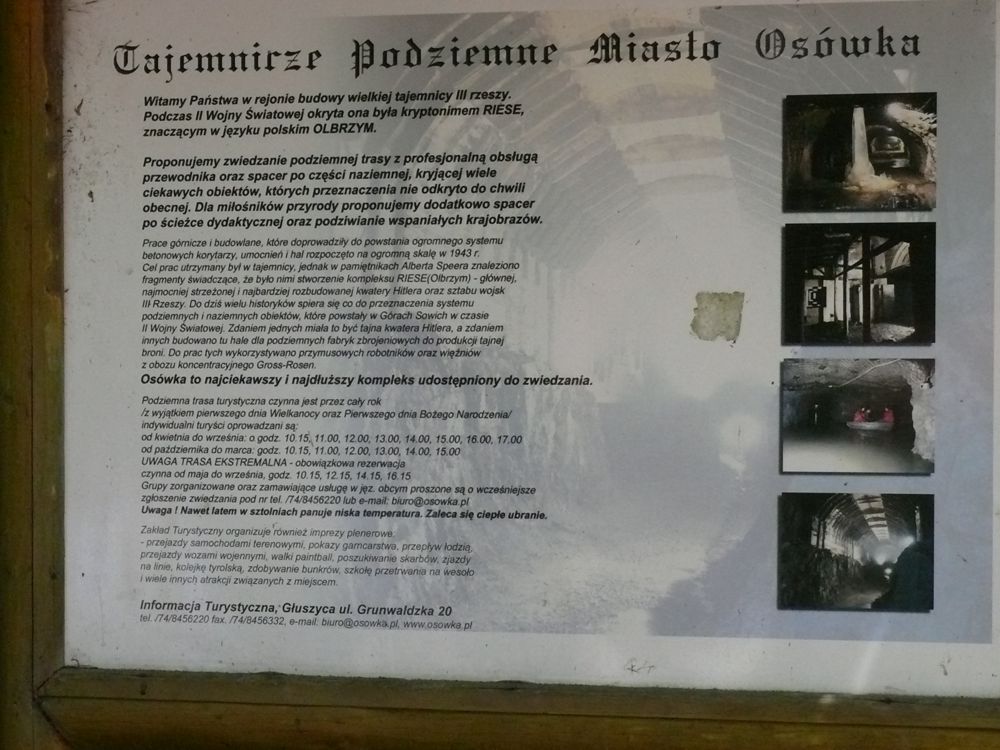 Tajemnicze Podziemne Miasto Osówka
Witamy Państwa w rejonie budowy wielkiej tajemnicy III rzeszy.
Podczas II Wojny Światowej okryta ona była kryptonimem RIESE,
znaczącym w języku polskim OLBRZYM.
Proponujemy zwiedzanie podziemnej trasy z profesjonalną obsługą
przewodnika oraz spacer po części naziemnej, kryjącej wiele
ciekawych obiektów, których przeznaczenia nie odkryto do chwili
obecnej. Dla miłośników przyrody proponujemy dodatkowo spacer
po ścieżce dydaktycznej oraz podziwianie wspaniałych krajobrazów.
Prace górnicze i budowlane, które doprowadziły do powstania ogromnego systemu
betonowych korytarzy, umocnień i hal rozpoczęto na ogromną skalę w 1943 r.
Cel prac utrzymany był w tajemnicy, jednak w pamiętnikach Alberta Speera znaleziono
fragmenty świadczące, że było nimi stworzenie kompleksu RIESE(Olbrzym) - głównej,
najmocniej strzeżonej i najbardziej rozbudowanej kwatery Hitlera oraz sztabu wojsk
III Rzeszy. Do dziś wielu historyków spiera się co do przeznaczenia systemu
podziemnych i naziemnych obiektów, które powstały w Górach Sowich w czasie
II Wojny Światowej. Zdaniem jednych miała to być tajna kwatera Hitlera, a zdaniem
innych budowano tu hale dla podziemnych fabryk zbrojeniowych do produkcji tajnej
broni. Do prac tych wykorzystywano przymusowych robotników oraz więźniów
z obozu koncentracyjnego Gross-Rosen.
Osówka to najciekawszy i najdłuższy kompleks udostępniony do zwiedzania.
Podziemna trasa turystyczna czynna jest przez cały rok
/z wyjątkiem pierwszego dnia Wielkanocy oraz Pierwszego dnia Bożego Narodzenia/
indywidualni turyści oprowadzani są:
od kwietnia do września: o godz. 10.15, 11.00, 12.00, 13.00, 14.00, 15.00, 16.00, 17.00
od października do marca: godz. 10.15, 11.00, 12.00, 13.00, 14.00, 15.00
UWAGA TRASA EKSTREMALNA - obowiązkowa rezerwacja
czynna od maja do września, godz. 10.15, 12.15, 14.15, 16.15
Grupy zorganizowane oraz zamawiające usługę w jęz. obcym proszone są o wcześniejsze
zgłoszenie zwiedzania pod nr tel. /74/8456220 lub e-mail: biuro@osowka.pl
Uwaga ! Nawet latem w sztolniach panuje niska temperatura. Zaleca się ciepłe ubranie.
Zakład Turystyczny organizuje również imprezy plenerowe:
- przejazdy samochodami terenowymi, pokazy garncarstwa, przepływ łodzią,
przejazdy wozami wojennymi, walki paintball, poszukiwanie skarbów, zjazdy
na linie, kolejkę tyrolską, zdobywanie bunkrów, szkołę przetrwania na wesoło
i wiele innych atrakcji związanych z miejscem.
Informacja Turystyczna, Głuszyca ul. Grunwaldzka 20
tel. /74/8456220 fax. /74/8456332, e-mail: biuro@osowka.pl, www.osowka.pl